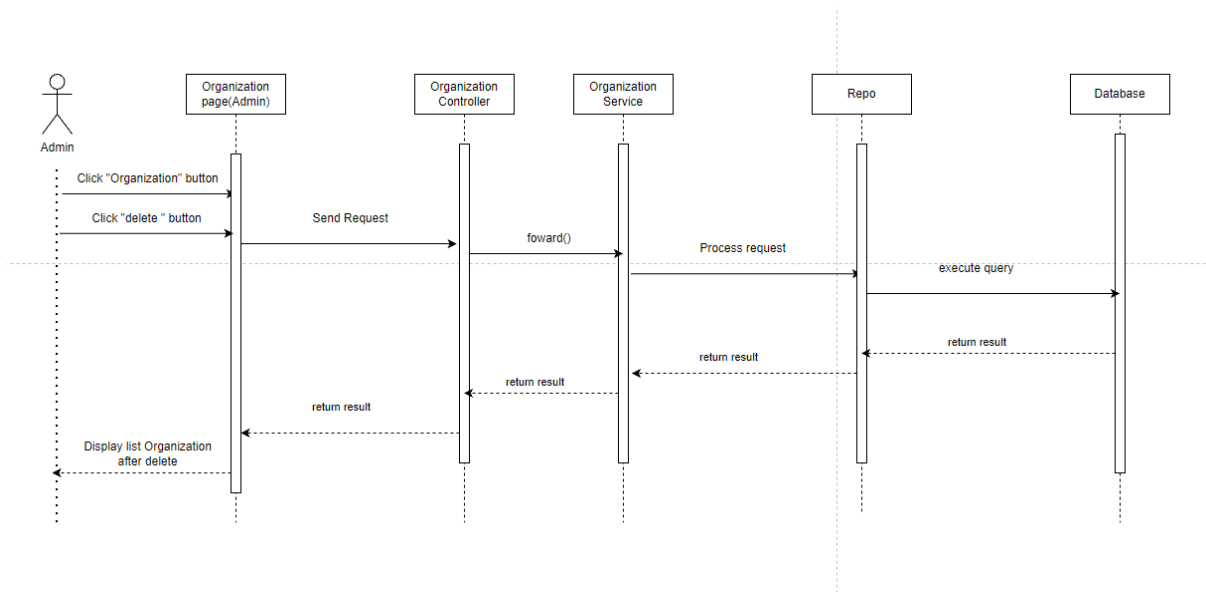 Organization
page(Admin)
Organization
Controller
Organization
Service
Repo
Database
Admin
Click "Organization" button
Click "delete " button
Send Request
foward()
Process request
execute query
return result
return result
return result
return result
Display list Organization
after delete